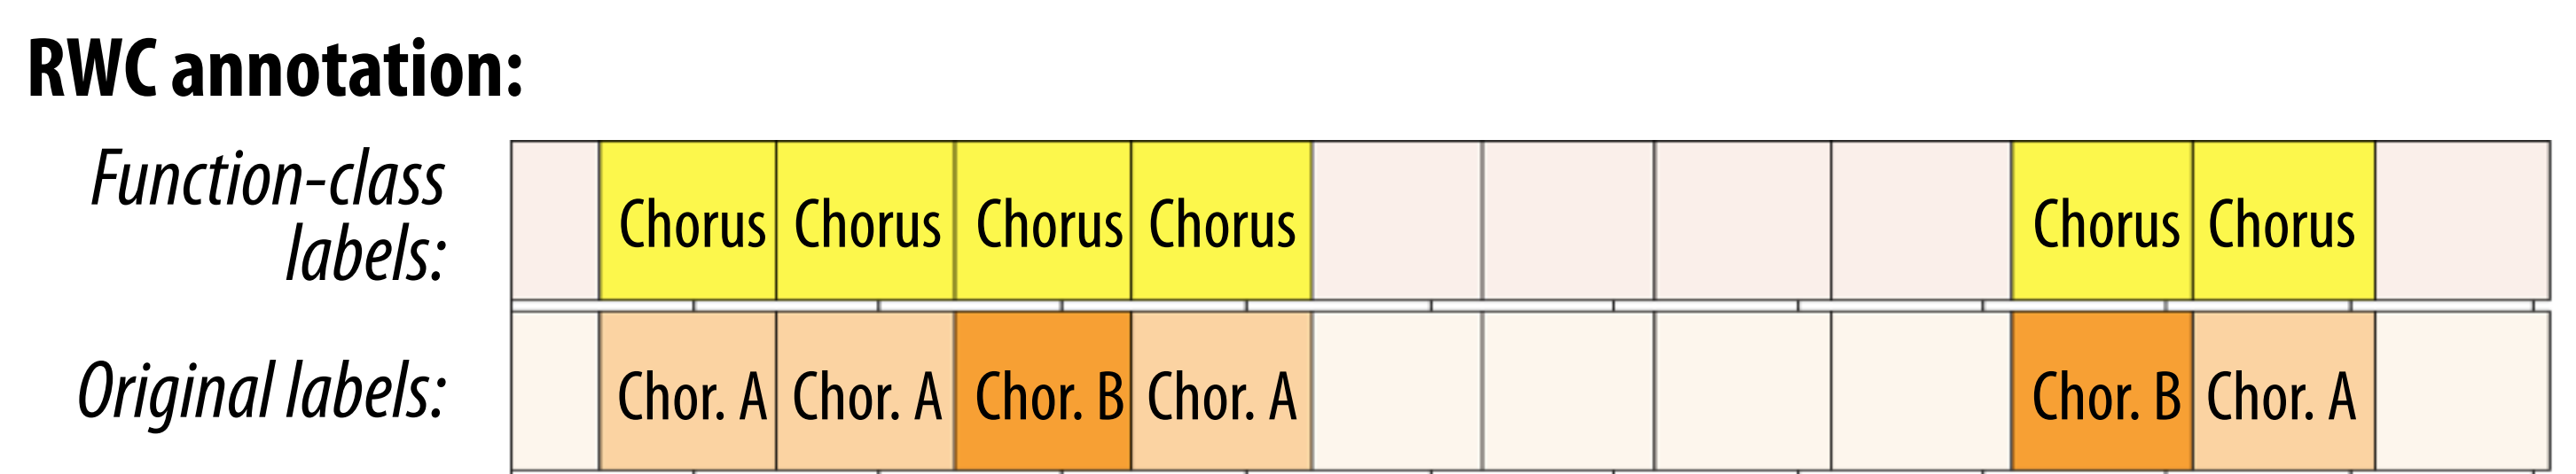 RWC annotation:
Function-class
labels:
Chorus Chorus Chorus Chorus Chorus Chorus
Original labels:
Chor. A Chor. A Chor. B Chor. A Chor. B Chor. A